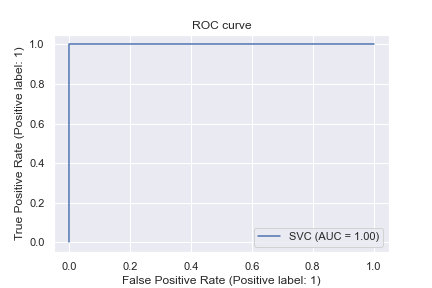 ROC curve
True Positive Rate (Positive label: 1)
1.0
0.8
0.6
0.4
0.2
0.0
SVC (AUC = 1.00)
0.0 0.2 0.4 0.6 0.8 1.0
False Positive Rate (Positive label: 1)